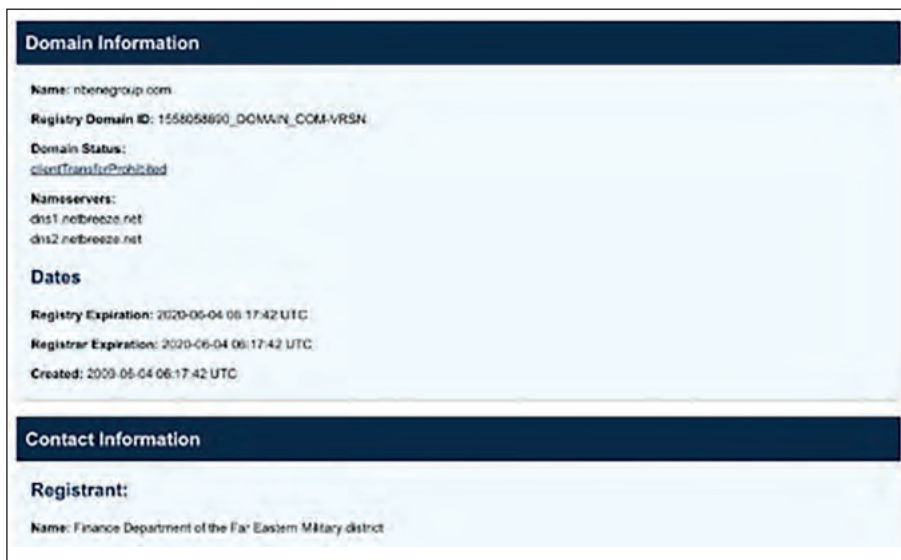 Domain Information
Name: nbenegroup.com
Registry Domain ID: 1558058690_DOMAIN_COM-VRSN
Domain Status:
clientTransferProhibited
Nameservers:
dns1.netbreeze.net
dns2.netbreeze.net
Dates
Registry Expiration: 2020-06-04 06:17:42 UTC
Registrar Expiration: 2020-06-04 06:17:42 UTC
Created: 2009-06-04 06:17:42 UTC
Contact Information
Registrant:
Name: Finance Department of the Far Eastern Military district